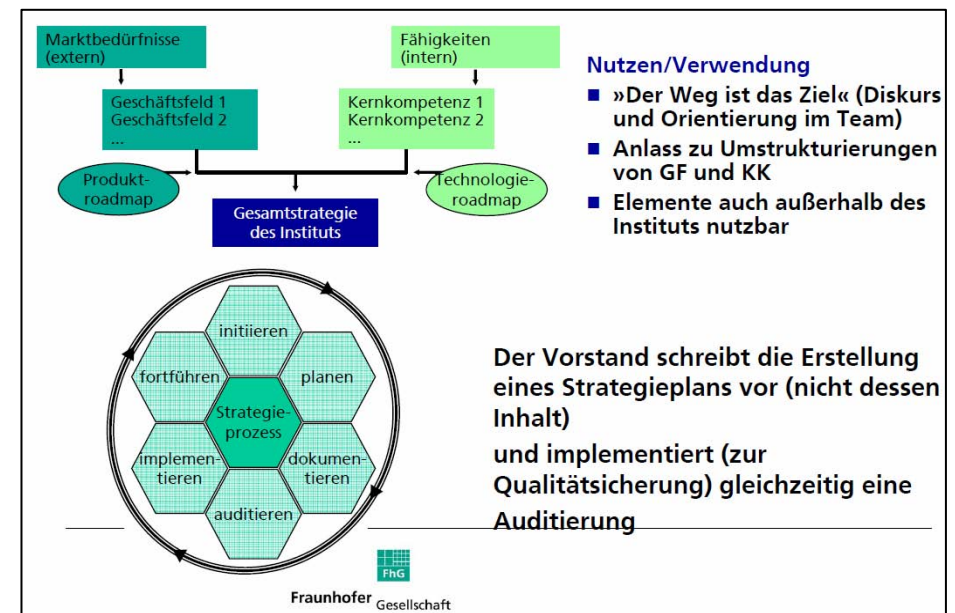 Marktbedürfnisse
(extern)
Fähigkeiten
(intern)
Geschäftsfeld 1
Geschäftsfeld 2
...
Kernkompetenz 1
Kernkompetenz 2
...
Produkt-
roadmap
Technologie-
roadmap
Gesamtstrategie
des Instituts
Nutzen/Verwendung
■ »Der Weg ist das Ziel« (Diskurs
und Orientierung im Team)
■ Anlass zu Umstrukturierungen
von GF und KK
■ Elemente auch außerhalb des
Instituts nutzbar
initiieren
fortführen
planen
Strategie-
prozess
implemen-
tieren
dokumen-
tieren
auditieren
Der Vorstand schreibt die Erstellung
eines Strategieplans vor (nicht dessen
Inhalt)
und implementiert (zur
Qualitätsicherung) gleichzeitig eine
Auditierung
FhG
Fraunhofer Gesellschaft